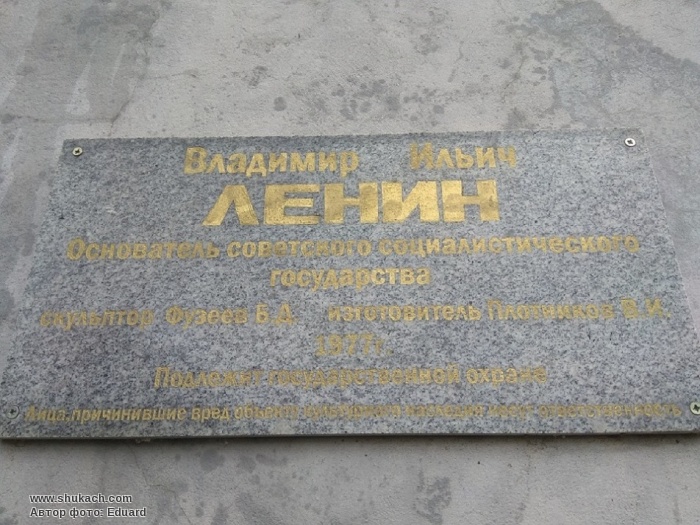 Владимир Ильич
ЛЕНИН
Основатель советского социалистического
государства
скульптор Фузеев Б.Д. изготовитель Плотников В.И.
1977г.
Подлежит государственной охране
Лица, причинившие вред объекту культурного наследия несут ответственность
www.shukach.com
Автор фото: Eduard